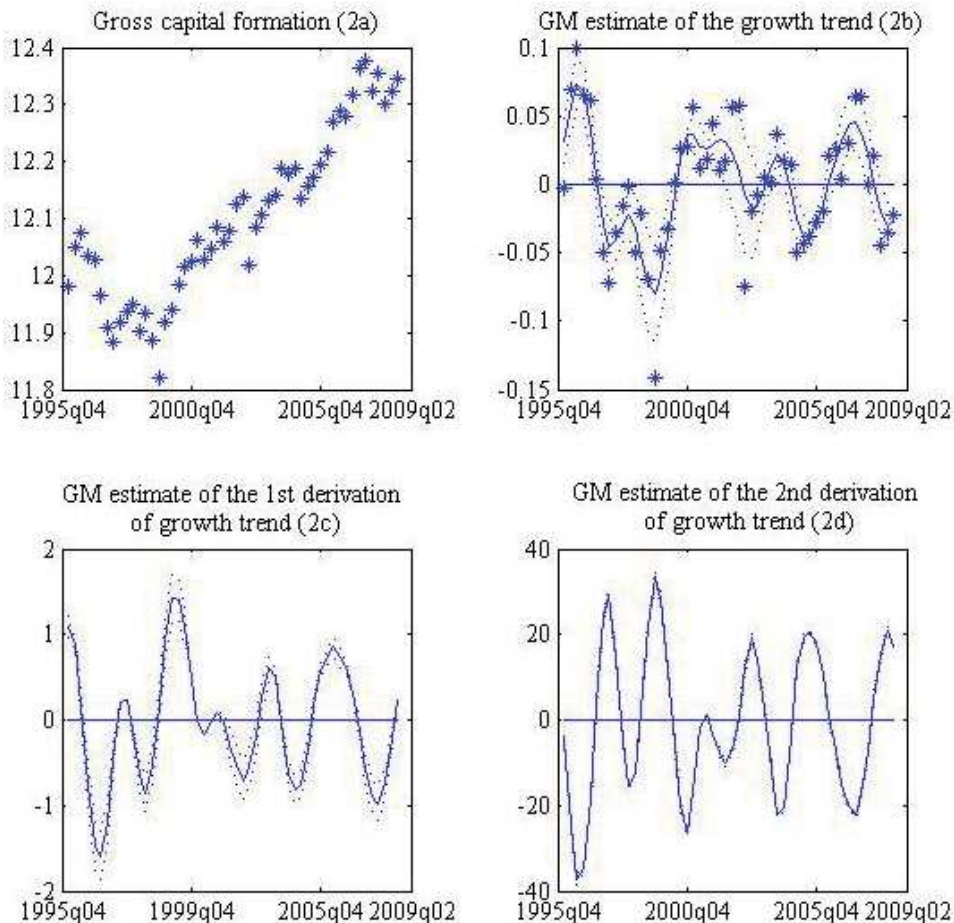 Gross capital formation (2a)
12.4
12.3
12.2
12.1
12
11.9
11.8
1995q04 2000q04 2005q04 2009q02
GM estimate of the growth trend (2b)
0.1
0.05
0
-0.05
-0.1
-0.15
1995q04 2000q04 2005q04 2009q02
GM estimate of the 1st derivation
of growth trend (2c)
2
1
0
-1
-2
1995q04 1999q04 2005q04 2009q02
GM estimate of the 2nd derivation
of growth trend (2d)
40
20
0
-20
-40
1995q04 2000q04 2005q04 2009q02